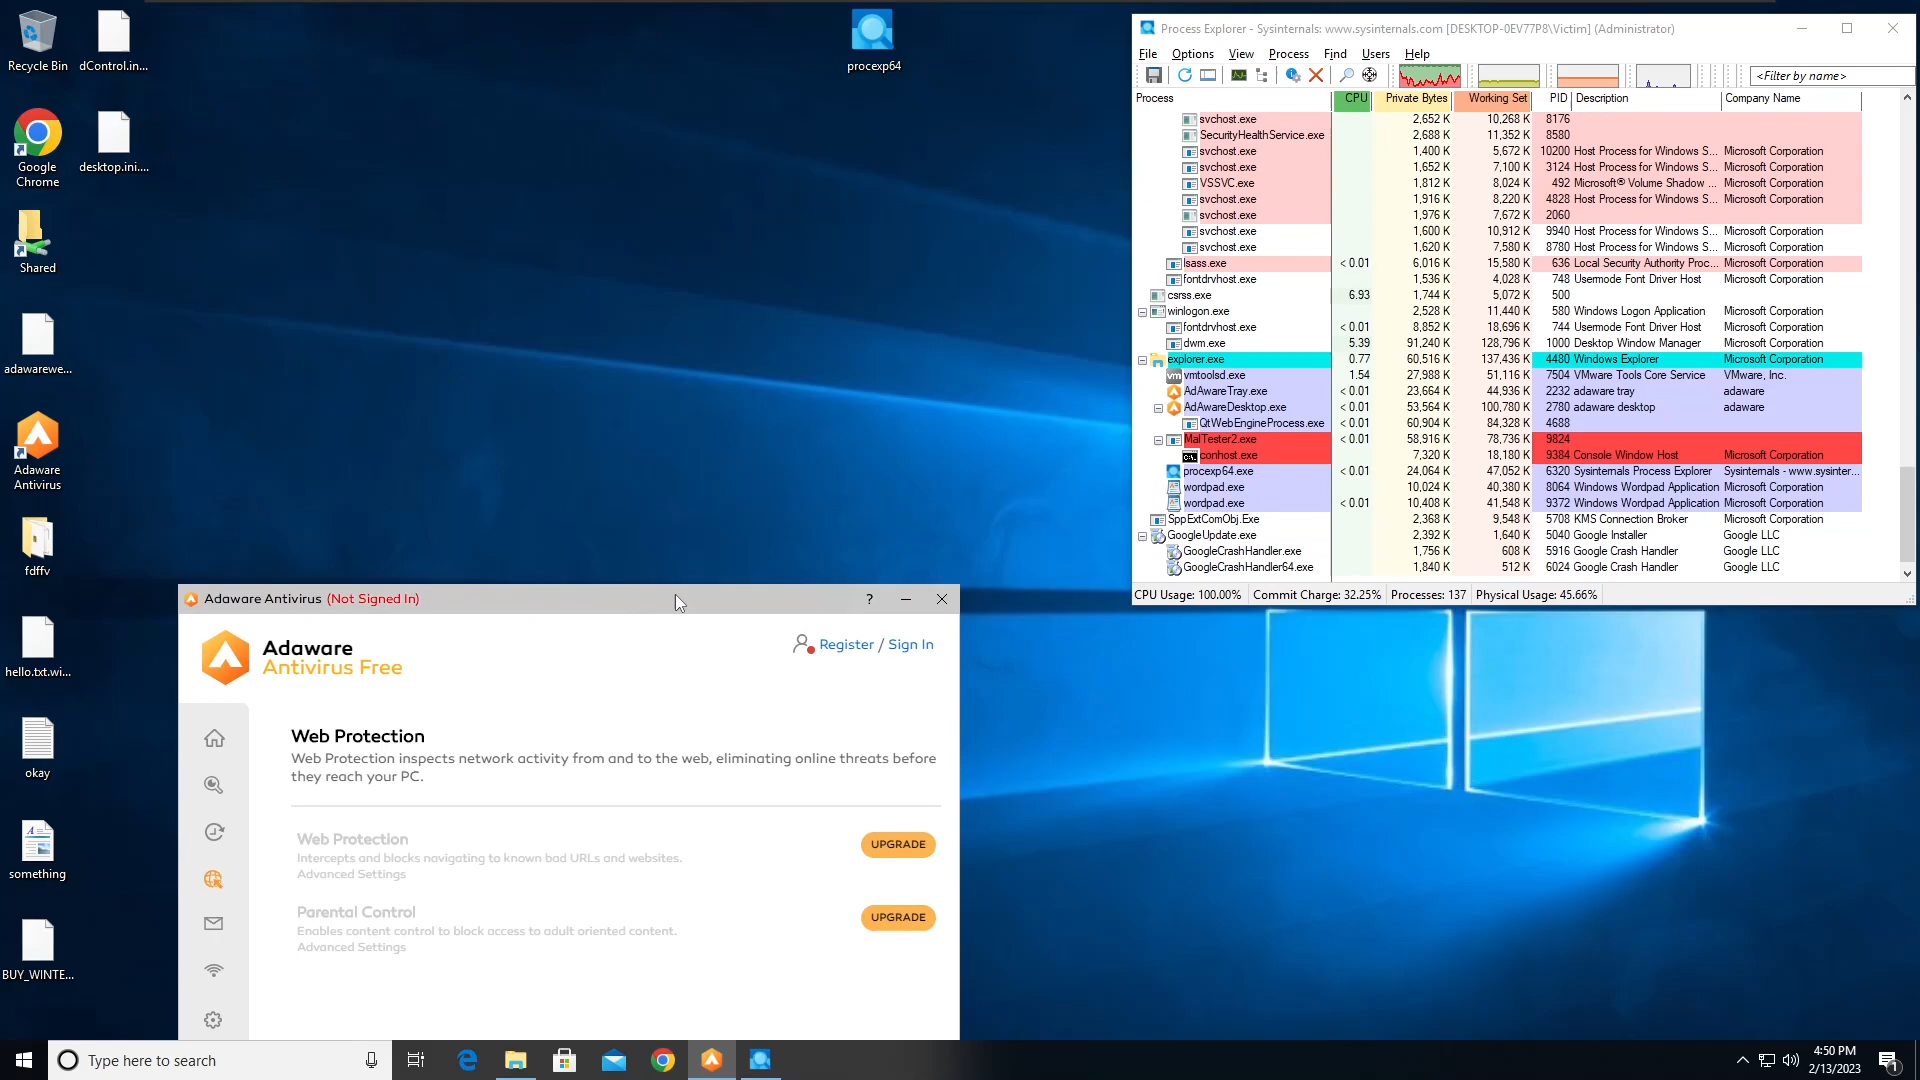 Recycle Bin
dControl.in...
procexp64
Google
Chrome
desktop.ini....
Shared
adawarewe...
Adaware
Antivirus
fdffv
hello.txt.wi...
okay
something
BUY_WINTE...
Process Explorer - Sysinternals: www.sysinternals.com [DESKTOP-0EV77P8\Victim] (Administrator)
File Options View Process Find Users Help
<Filter by name>
Process CPU Private Bytes Working Set PID Description Company Name
svchost.exe 2,652 K 10,268 K 8176
SecurityHealthService.exe 2,688 K 11,352 K 8580
svchost.exe 1,400 K 5,672 K 10200 Host Process for Windows S... Microsoft Corporation
svchost.exe 1,652 K 7,100 K 3124 Host Process for Windows S... Microsoft Corporation
VSSVC.exe 1,812 K 8,024 K 492 Microsoft® Volume Shadow ... Microsoft Corporation
svchost.exe 1,916 K 8,220 K 4828 Host Process for Windows S... Microsoft Corporation
svchost.exe 1,976 K 7,672 K 2060
svchost.exe 1,600 K 10,912 K 9940 Host Process for Windows S... Microsoft Corporation
svchost.exe 1,620 K 7,580 K 8780 Host Process for Windows S... Microsoft Corporation
lsass.exe < 0.01 6,016 K 15,580 K 636 Local Security Authority Proc... Microsoft Corporation
fontdrvhost.exe 1,536 K 4,028 K 748 Usermode Font Driver Host Microsoft Corporation
csrss.exe 6.93 1,744 K 5,072 K 500
winlogon.exe 2,528 K 11,440 K 580 Windows Logon Application Microsoft Corporation
fontdrvhost.exe < 0.01 8,852 K 18,696 K 744 Usermode Font Driver Host Microsoft Corporation
dwm.exe 5.39 91,240 K 128,796 K 1000 Desktop Window Manager Microsoft Corporation
explorer.exe 0.77 60,516 K 137,436 K 4480 Windows Explorer Microsoft Corporation
vmtoolsd.exe 1.54 27,988 K 51,116 K 7504 VMware Tools Core Service VMware, Inc.
AdAwareTray.exe < 0.01 23,664 K 44,936 K 2232 adaware tray adaware
AdAwareDesktop.exe < 0.01 53,564 K 100,780 K 2780 adaware desktop adaware
QtWebEngineProcess.exe < 0.01 60,904 K 84,328 K 4688
MalTester2.exe < 0.01 58,916 K 78,736 K 9824
conhost.exe 7,320 K 18,180 K 9384 Console Window Host Microsoft Corporation
procexp64.exe < 0.01 24,064 K 47,052 K 6320 Sysinternals Process Explorer Sysinternals - www.sysinter...
wordpad.exe 10,024 K 40,380 K 8064 Windows Wordpad Application Microsoft Corporation
wordpad.exe < 0.01 10,408 K 41,548 K 9372 Windows Wordpad Application Microsoft Corporation
SppExtComObj.Exe 2,368 K 9,548 K 5708 KMS Connection Broker Microsoft Corporation
GoogleUpdate.exe 2,392 K 1,640 K 5040 Google Installer Google LLC
GoogleCrashHandler.exe 1,756 K 608 K 5916 Google Crash Handler Google LLC
GoogleCrashHandler64.exe 1,840 K 512 K 6024 Google Crash Handler Google LLC
CPU Usage: 100.00% Commit Charge: 32.25% Processes: 137 Physical Usage: 45.66%
Adaware Antivirus (Not Signed In)
Adaware
Antivirus Free
Register / Sign In
Web Protection
Web Protection inspects network activity from and to the web, eliminating online threats before
they reach your PC.
Web Protection
Intercepts and blocks navigating to known bad URLs and websites.
Advanced Settings
UPGRADE
Parental Control
Enables content control to block access to adult oriented content.
Advanced Settings
UPGRADE
Type here to search
4:50 PM
2/13/2023
1